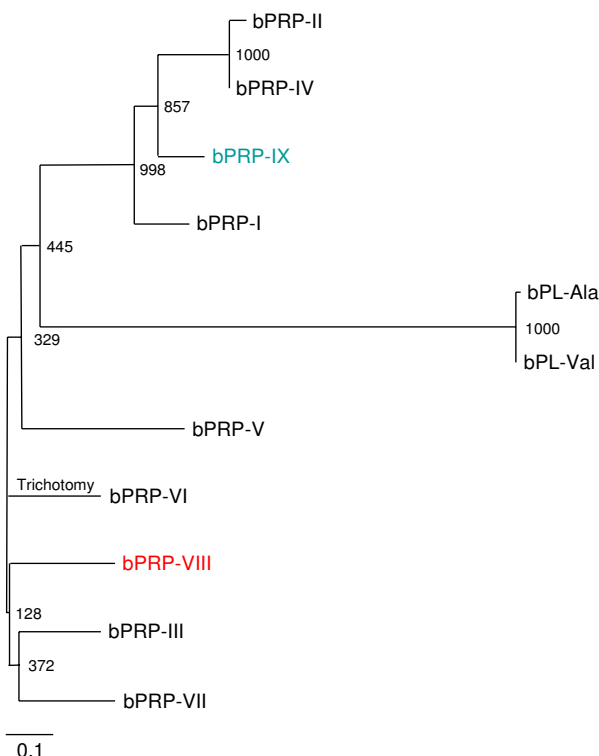 bPRP-II
1000
bPRP-IV
857
bPRP-IX
998
bPRP-I
445
bPL-Ala
1000
bPL-Val
329
bPRP-V
Trichotomy
bPRP-VI
bPRP-VIII
128
bPRP-III
372
bPRP-VII
0.1